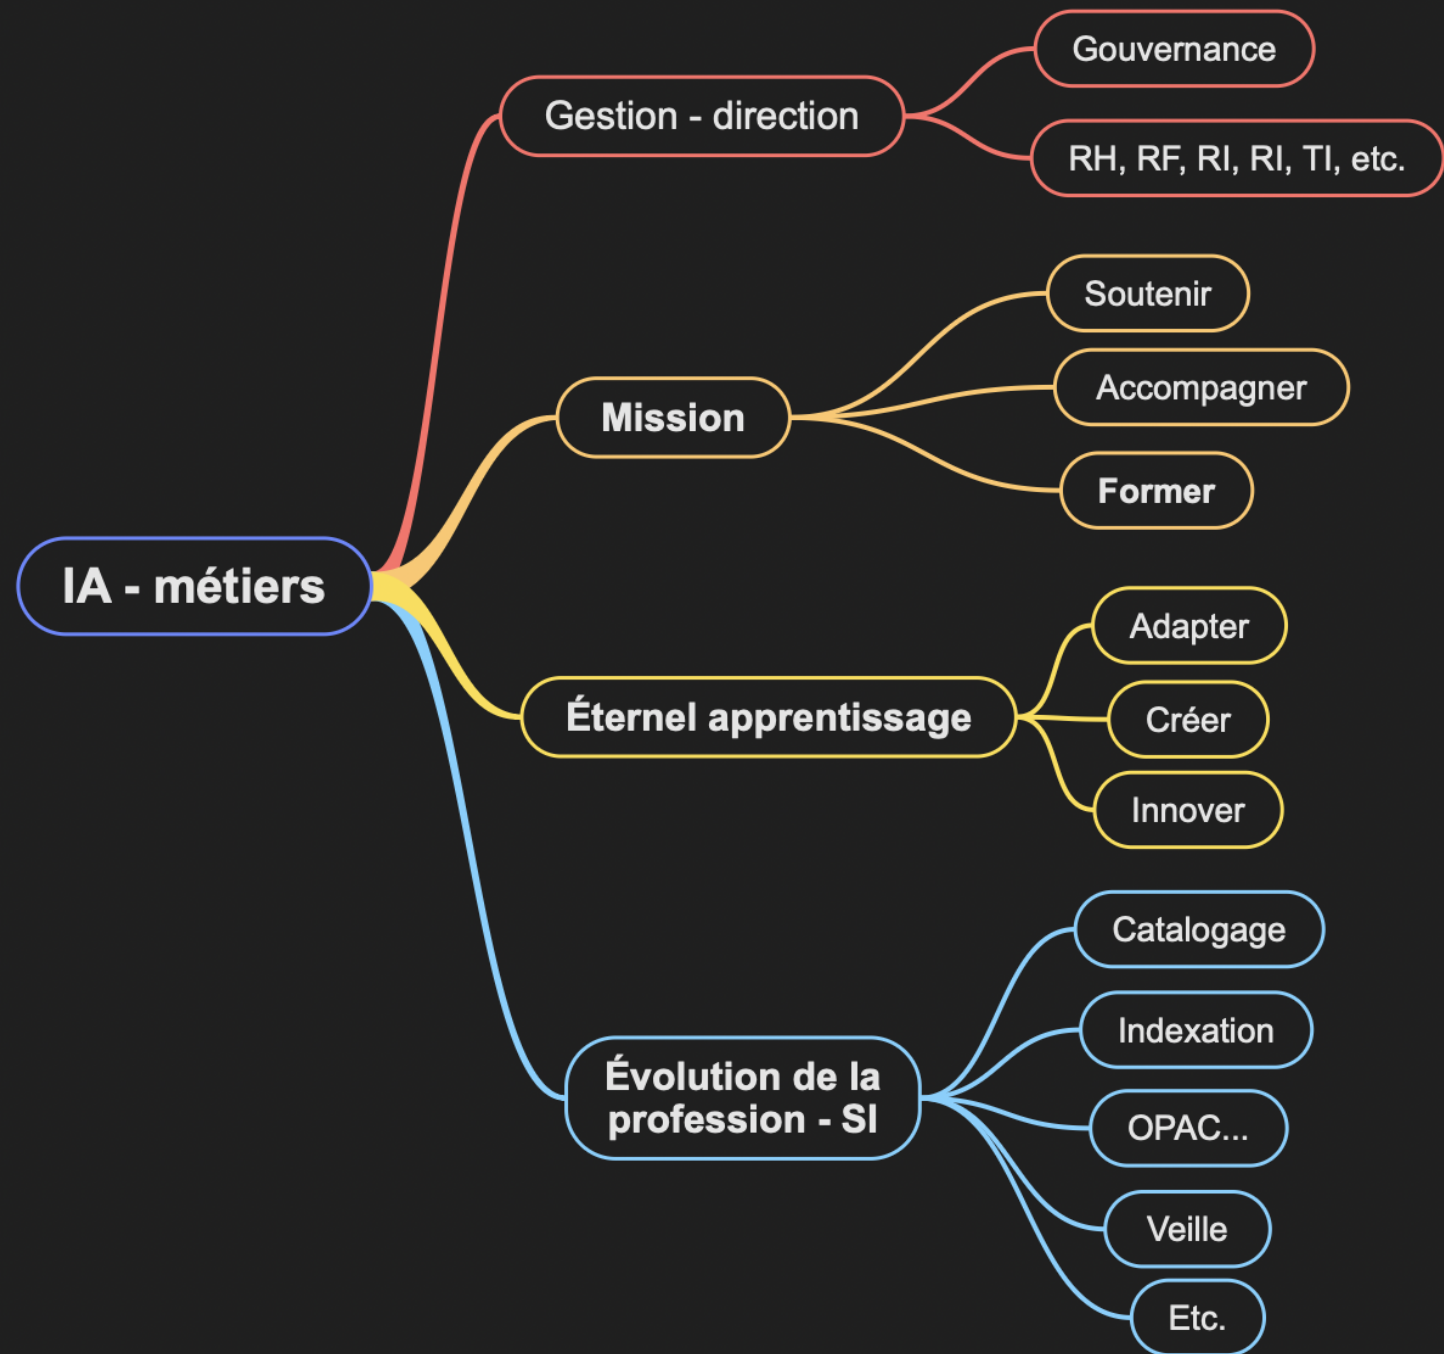 IA - métiers
Gestion - direction
Gouvernance
RH, RF, RI, RI, TI, etc.
Mission
Soutenir
Accompagner
Former
Éternel apprentissage
Adapter
Créer
Innover
Évolution de la
profession - SI
Catalogage
Indexation
OPAC...
Veille
Etc.